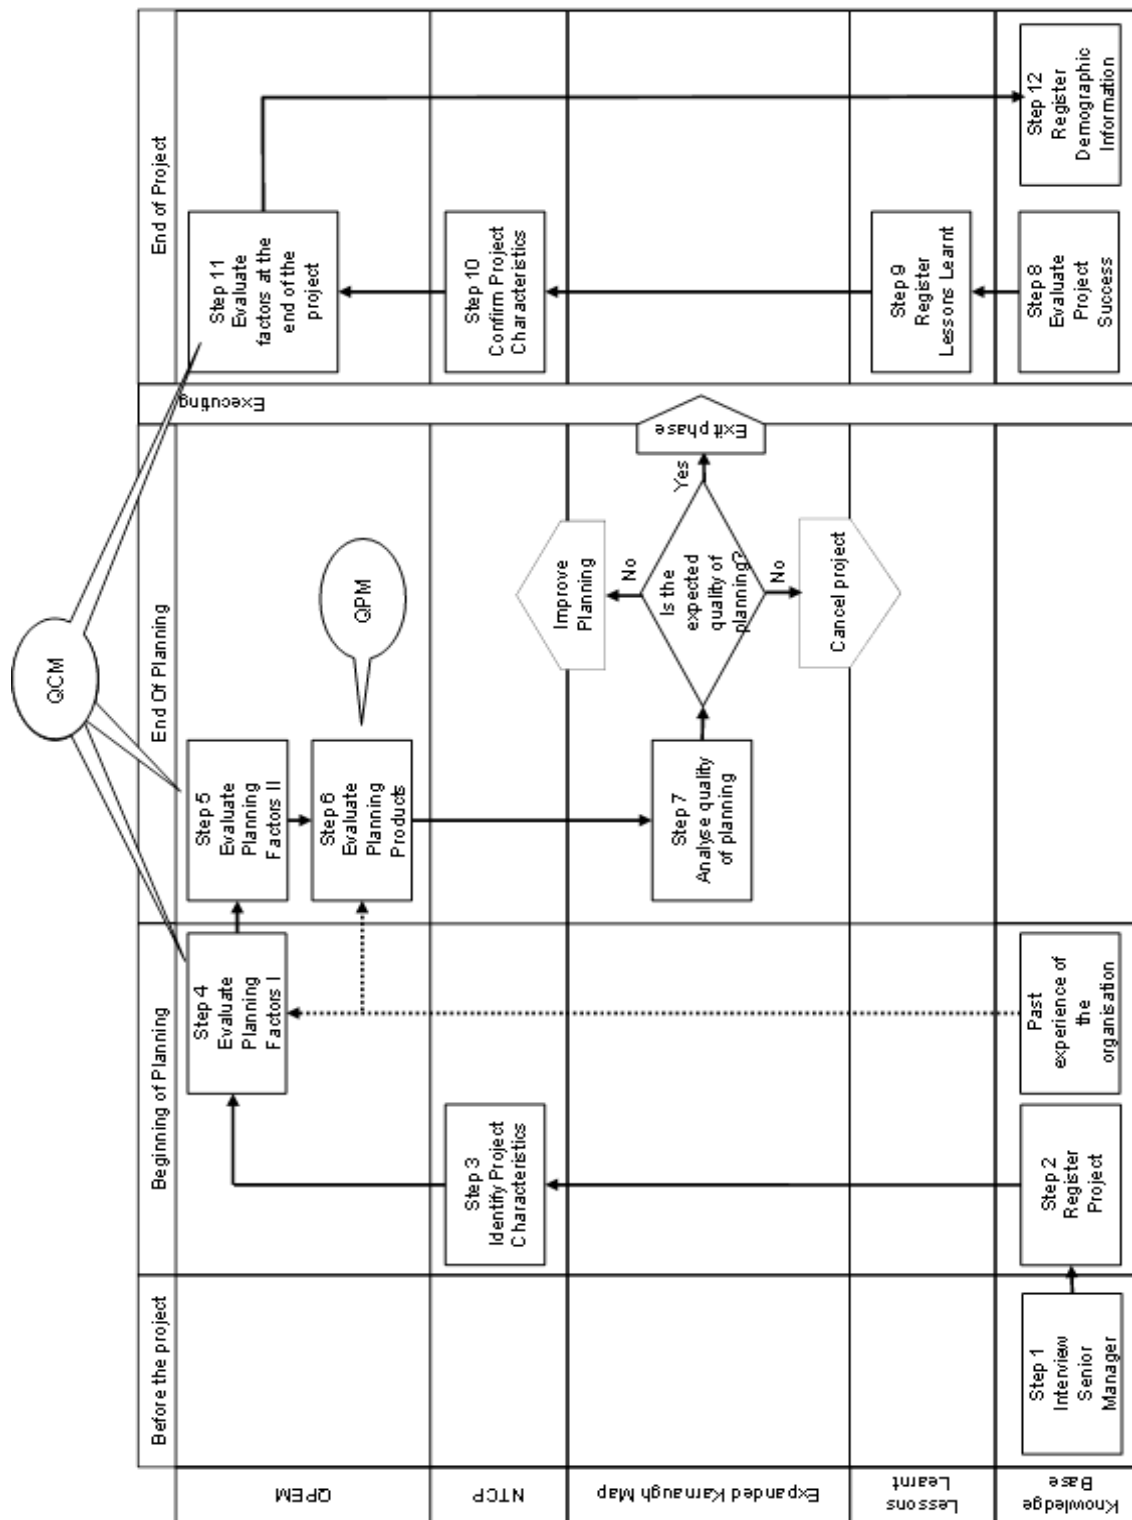 Before the project
Beginning of Planning
End Of Planning
Executing
End of Project
QPEM
NTCP
Expanded Karnaugh Map
Lessons
Learnt
Knowledge
Base
QCM
QPM
Step 1
Interview
Senior
Manager
Step 2
Register
Project
Past
experience of
the
organisation
Step 3
Identify Project
Characteristics
Step 4
Evaluate
Planning
Factors I
Step 5
Evaluate
Planning
Factors II
Step 6
Evaluate
Planning
Products
Step 7
Analyse quality
of planning
Is the
expected
quality of
planning?
No
Improve
Planning
Yes
Exit phase
No
Cancel project
Step 8
Evaluate
Project
Success
Step 9
Register
Lessons Learnt
Step 10
Confirm Project
Characteristics
Step 11
Evaluate
factors at the
end of the
project
Step 12
Register
Demographic
Information